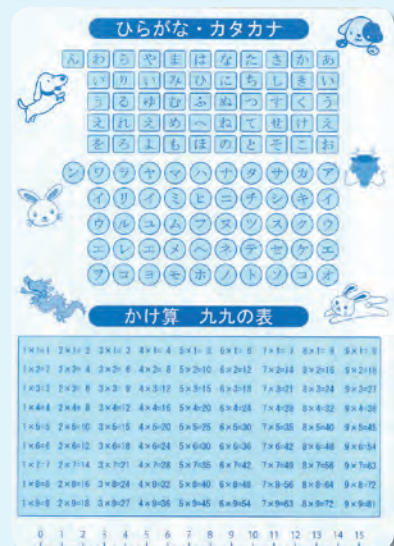 ひらがな・カタカナ
ん わ ら や ま は な た さ か あ
い り い み ひ に ち し き い
う る ゆ む ふ ぬ つ す く う
え れ え め へ ね て せ け え
を ろ よ も ほ の と そ こ お
ン ワ ラ ヤ マ ハ ナ タ サ カ ア
イ リ イ ミ ヒ ニ チ シ キ イ
ウ ル ユ ム フ ヌ ツ ス ク ウ
エ レ エ メ ヘ ネ テ セ ケ エ
ヲ ロ ヨ モ ホ ノ ト ソ コ オ
かけ算 九九の表
1×1=1 2×1=2 3×1=3 4×1=4 5×1=5 6×1=6 7×1=7 8×1=8 9×1=9
1×2=2 2×2=4 3×2=6 4×2=8 5×2=10 6×2=12 7×2=14 8×2=16 9×2=18
1×3=3 2×3=6 3×3=9 4×3=12 5×3=15 6×3=18 7×3=21 8×3=24 9×3=27
1×4=4 2×4=8 3×4=12 4×4=16 5×4=20 6×4=24 7×4=28 8×4=32 9×4=36
1×5=5 2×5=10 3×5=15 4×5=20 5×5=25 6×5=30 7×5=35 8×5=40 9×5=45
1×6=6 2×6=12 3×6=18 4×6=24 5×6=30 6×6=36 7×6=42 8×6=48 9×6=54
1×7=7 2×7=14 3×7=21 4×7=28 5×7=35 6×7=42 7×7=49 8×7=56 9×7=63
1×8=8 2×8=16 3×8=24 4×8=32 5×8=40 6×8=48 7×8=56 8×8=64 9×8=72
1×9=9 2×9=18 3×9=27 4×9=36 5×9=45 6×9=54 7×9=63 8×9=72 9×9=81
0 1 2 3 4 5 6 7 8 9 10 11 12 13 14 15